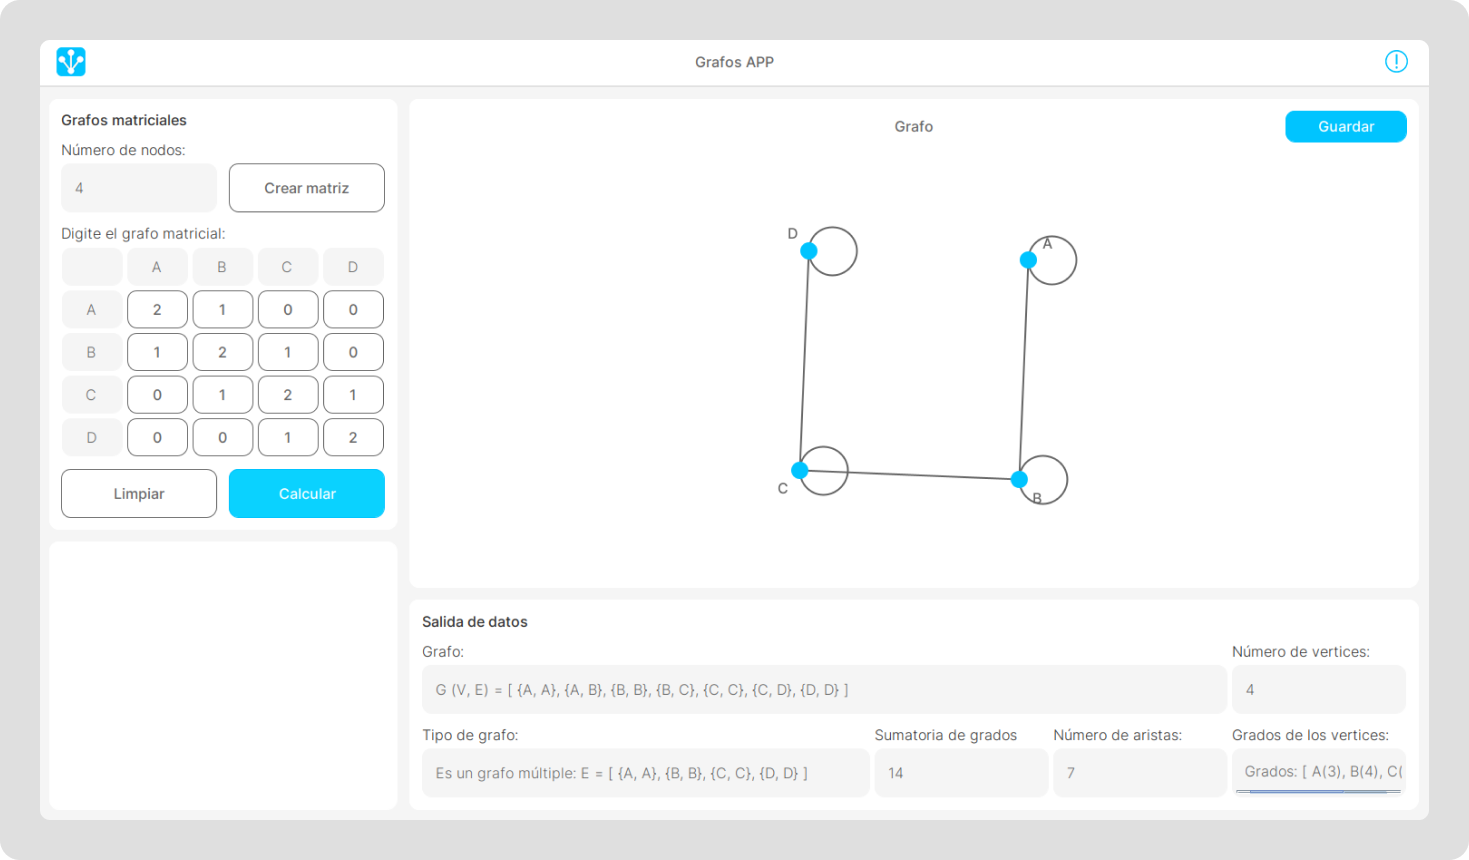 Grafos APP
Grafos matriciales
Número de nodos:
4
Crear matriz
Digite el grafo matricial:
A B C D
A 2 1 0 0
B 1 2 1 0
C 0 1 2 1
D 0 0 1 2
Limpiar
Calcular
Grafo
Guardar
D
A
C
B
Salida de datos
Grafo:
Número de vertices:
G (V, E) = [ {A, A}, {A, B}, {B, B}, {B, C}, {C, C}, {C, D}, {D, D} ]
4
Tipo de grafo:
Sumatoria de grados
Número de aristas:
Grados de los vertices:
Es un grafo múltiple: E = [ {A, A}, {B, B}, {C, C}, {D, D} ]
14
7
Grados: [ A(3), B(4), C(